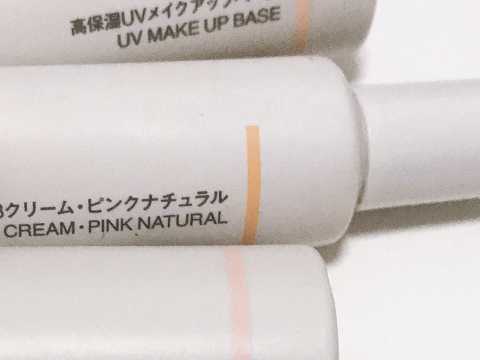 高保湿UVメイクアップ
UV MAKE UP BASE
クリーム・ピンクナチュラル
CREAM・PINK NATURAL